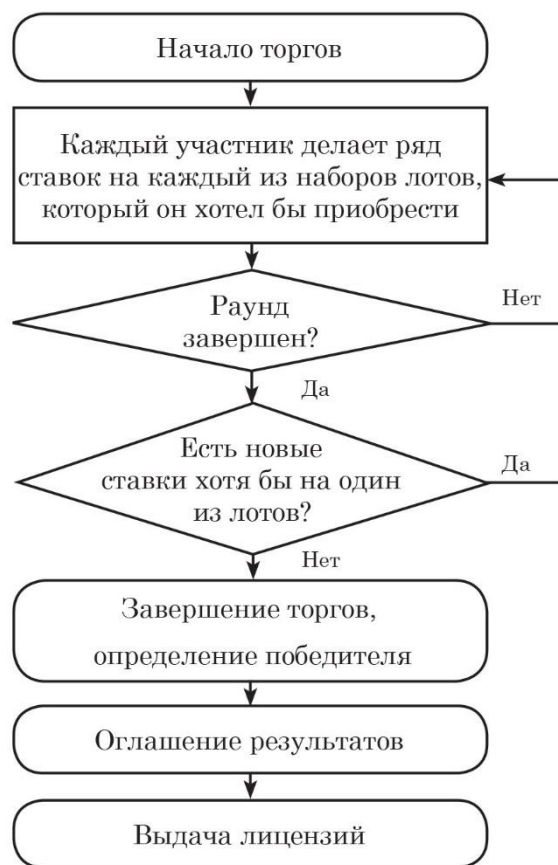 Начало торгов
Каждый участник делает ряд
ставок на каждый из наборов лотов,
который он хотел бы приобрести
Раунд
завершен?
Нет
Да
Есть новые
ставки хотя бы на один
из лотов?
Да
Нет
Завершение торгов,
определение победителя
Оглашение результатов
Выдача лицензий